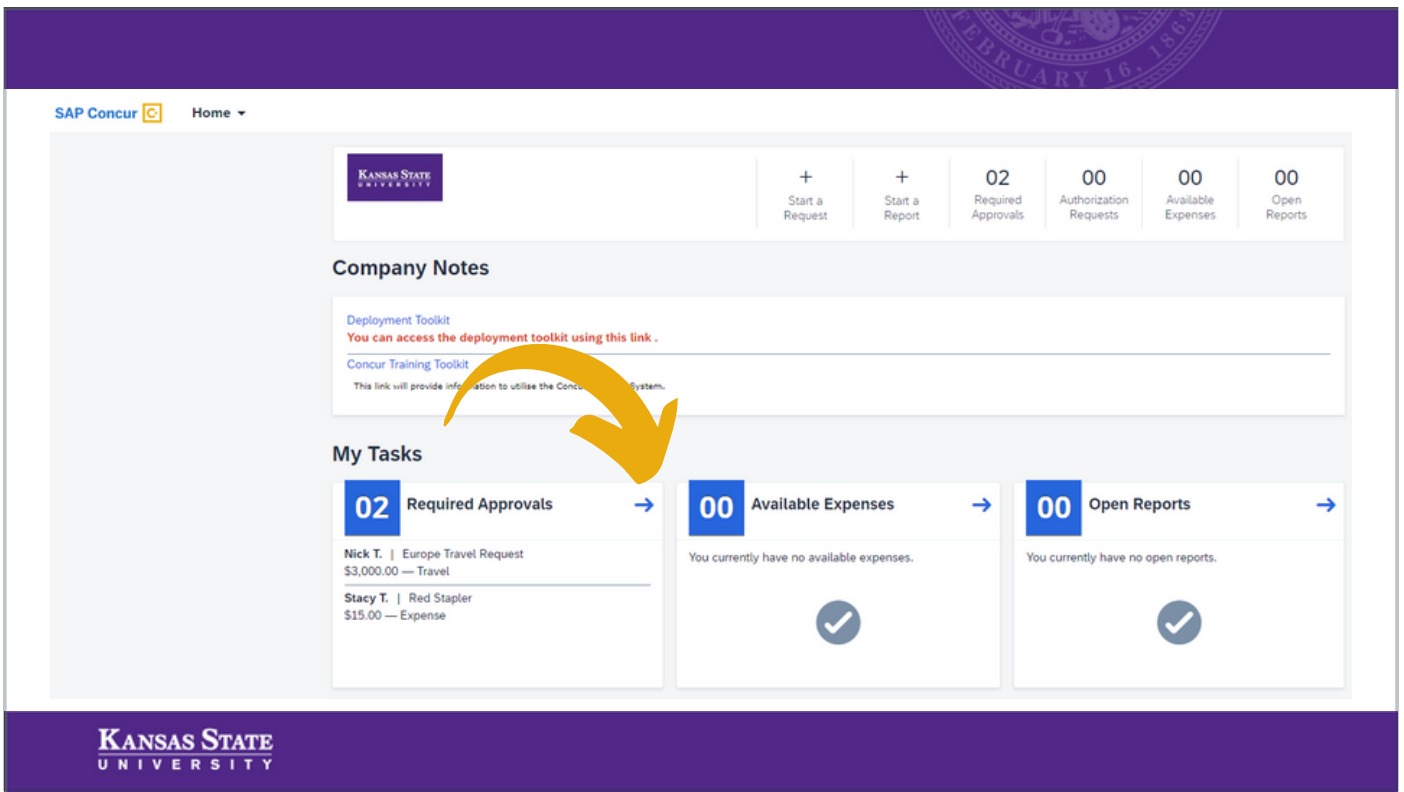 FEBRUARY 16, 1863
SAP Concur C
Home
KANSAS STATE
UNIVERSITY
+
Start a
Request
+
Start a
Report
02
Required
Approvals
00
Authorization
Requests
00
Available
Expenses
00
Open
Reports
Company Notes
Deployment Toolkit
You can access the deployment toolkit using this link .
Concur Training Toolkit
This link will provide to utilise the System.
My Tasks
02 Required Approvals →
Nick T. | Europe Travel Request
$3,000.00 — Travel
Stacy T. | Red Stapler
$15.00 — Expense
00 Available Expenses →
You currently have no available expenses.
00 Open Reports →
You currently have no open reports.
KANSAS STATE
UNIVERSITY